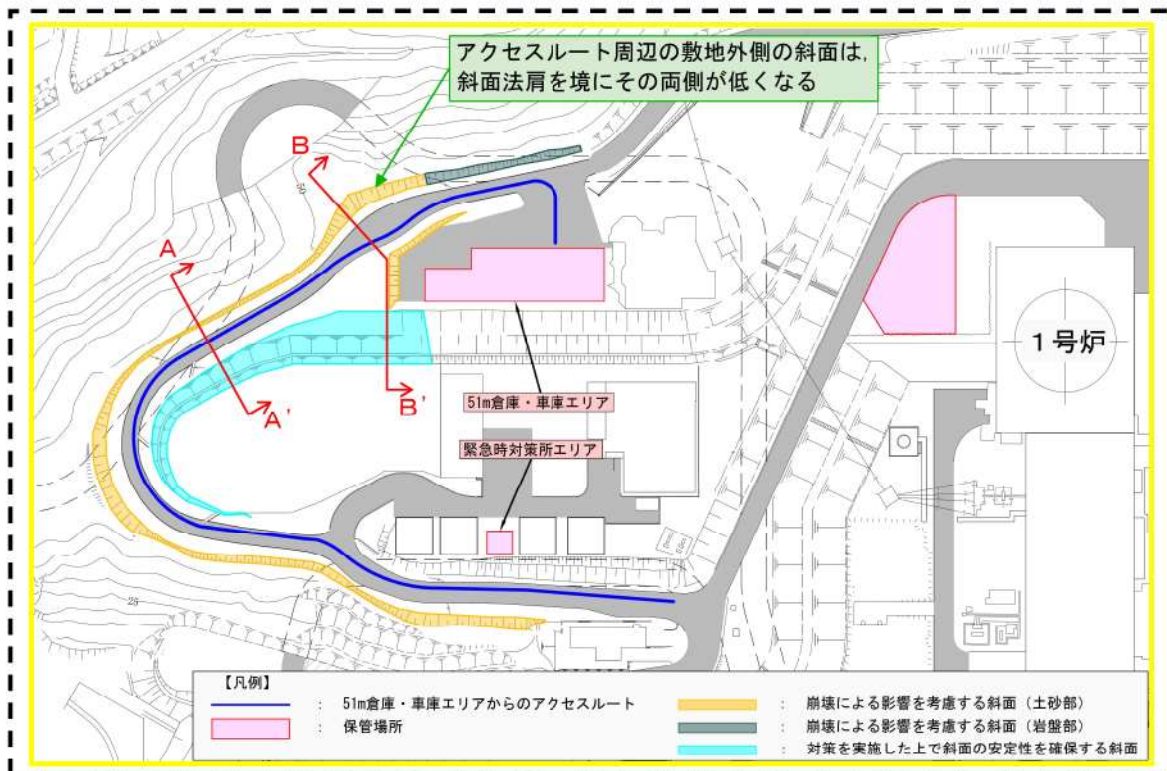 アクセスルート周辺の敷地外側の斜面は,
斜面法肩を境にその両側が低くなる
B
50
A
1号炉
A'
B'
51m倉庫・車庫エリア
緊急時対策所エリア
25
【凡例】
: 51m倉庫・車庫エリアからのアクセスルート
: 保管場所
: 崩壊による影響を考慮する斜面（土砂部）
: 崩壊による影響を考慮する斜面（岩盤部）
: 対策を実施した上で斜面の安定性を確保する斜面